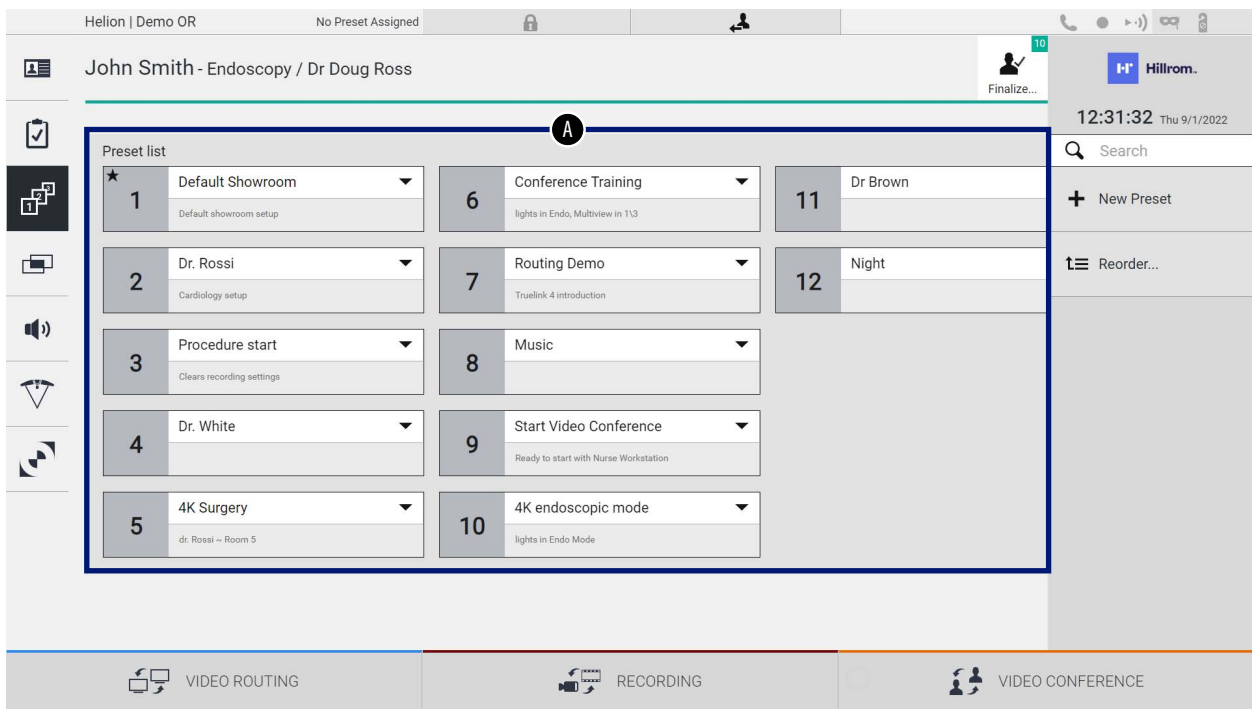 Helion | Demo OR
No Preset Assigned
John Smith - Endoscopy / Dr Doug Ross
10
Finalize...
Hillrom™
12:31:32 Thu 9/1/2022
Search
New Preset
Reorder...
A
Preset list
1
Default Showroom
Default showroom setup
2
Dr. Rossi
Cardiology setup
3
Procedure start
Clears recording settings
4
Dr. White
5
4K Surgery
dr. Rossi ~ Room 5
6
Conference Training
lights in Endo, Multiview in 1\3
7
Routing Demo
Truelink 4 introduction
8
Music
9
Start Video Conference
Ready to start with Nurse Workstation
10
4K endoscopic mode
lights in Endo Mode
11
Dr Brown
12
Night
VIDEO ROUTING
RECORDING
VIDEO CONFERENCE